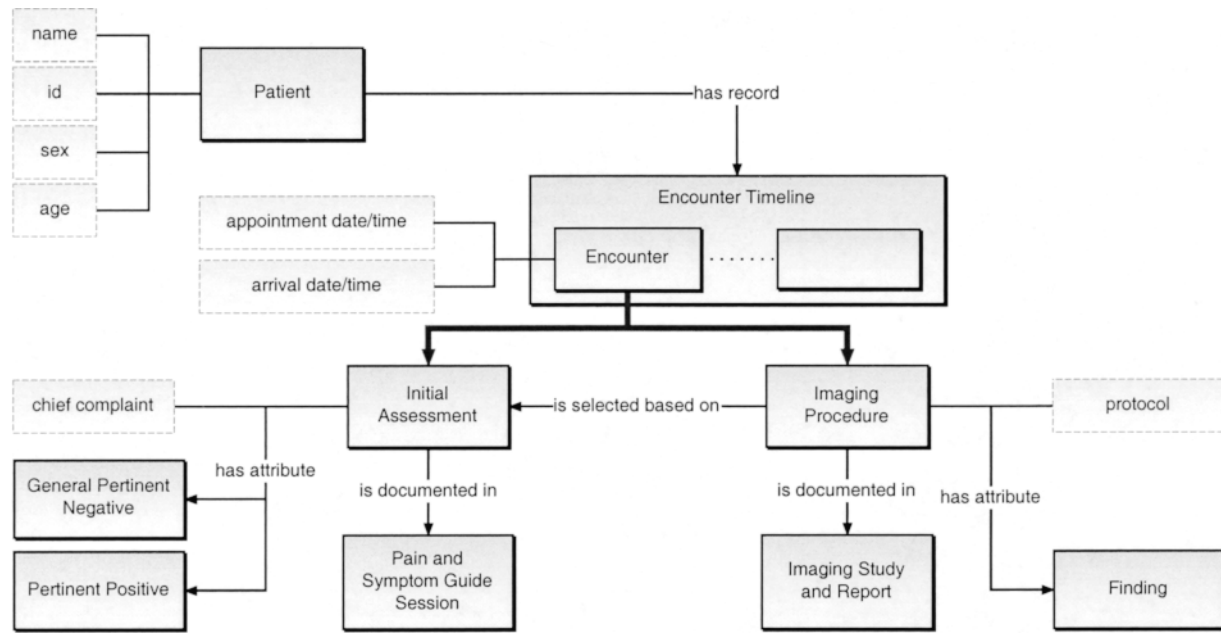 name
id
sex
age
Patient
has record
Encounter Timeline
appointment date/time
arrival date/time
Encounter
chief complaint
Initial
Assessment
is selected based on
Imaging
Procedure
protocol
has attribute
General Pertinent
Negative
Pertinent Positive
is documented in
Pain and
Symptom Guide
Session
is documented in
Imaging Study
and Report
has attribute
Finding